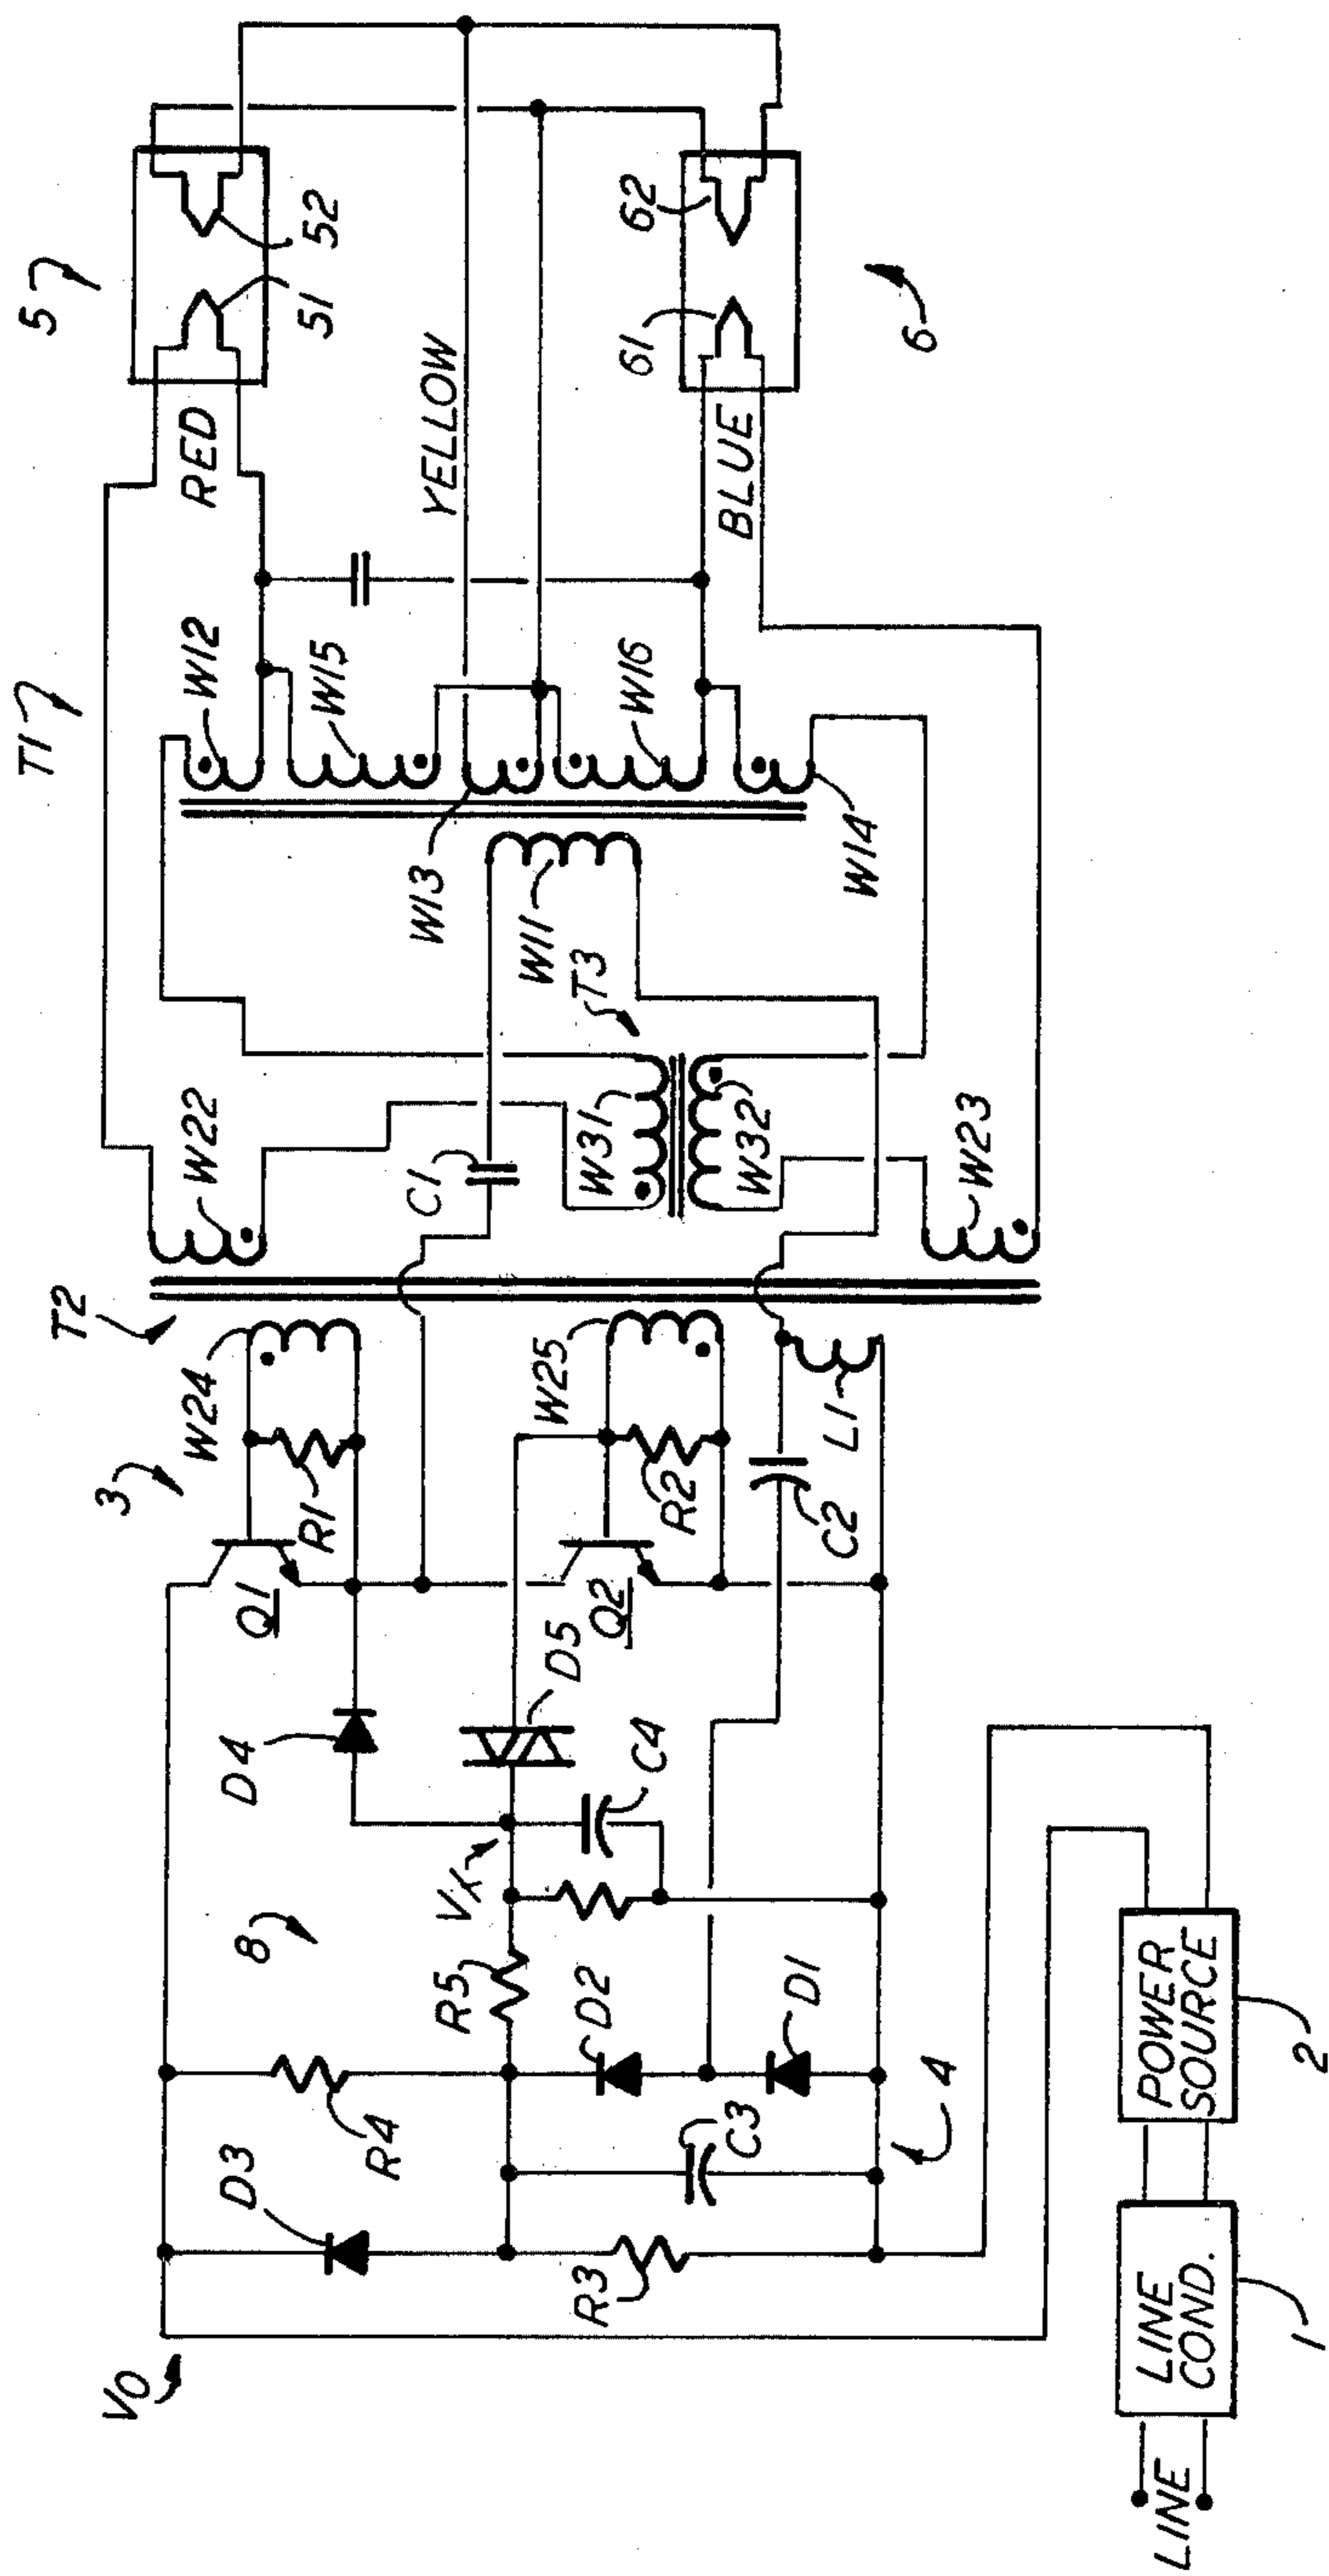 T1
5
RED
51
52
W12
W15
YELLOW
W13
W11
W16
61
62
BLUE
6
W14
T3
T2
W22
C1
W31
W32
W23
3
W24
Q1
R1
W25
Q2
R2
L1
C2
D4
D5
C4
VX
8
R5
R4
D2
D1
D3
C3
R3
4
VO
LINE
LINE
COND.
1
POWER
SOURCE
2